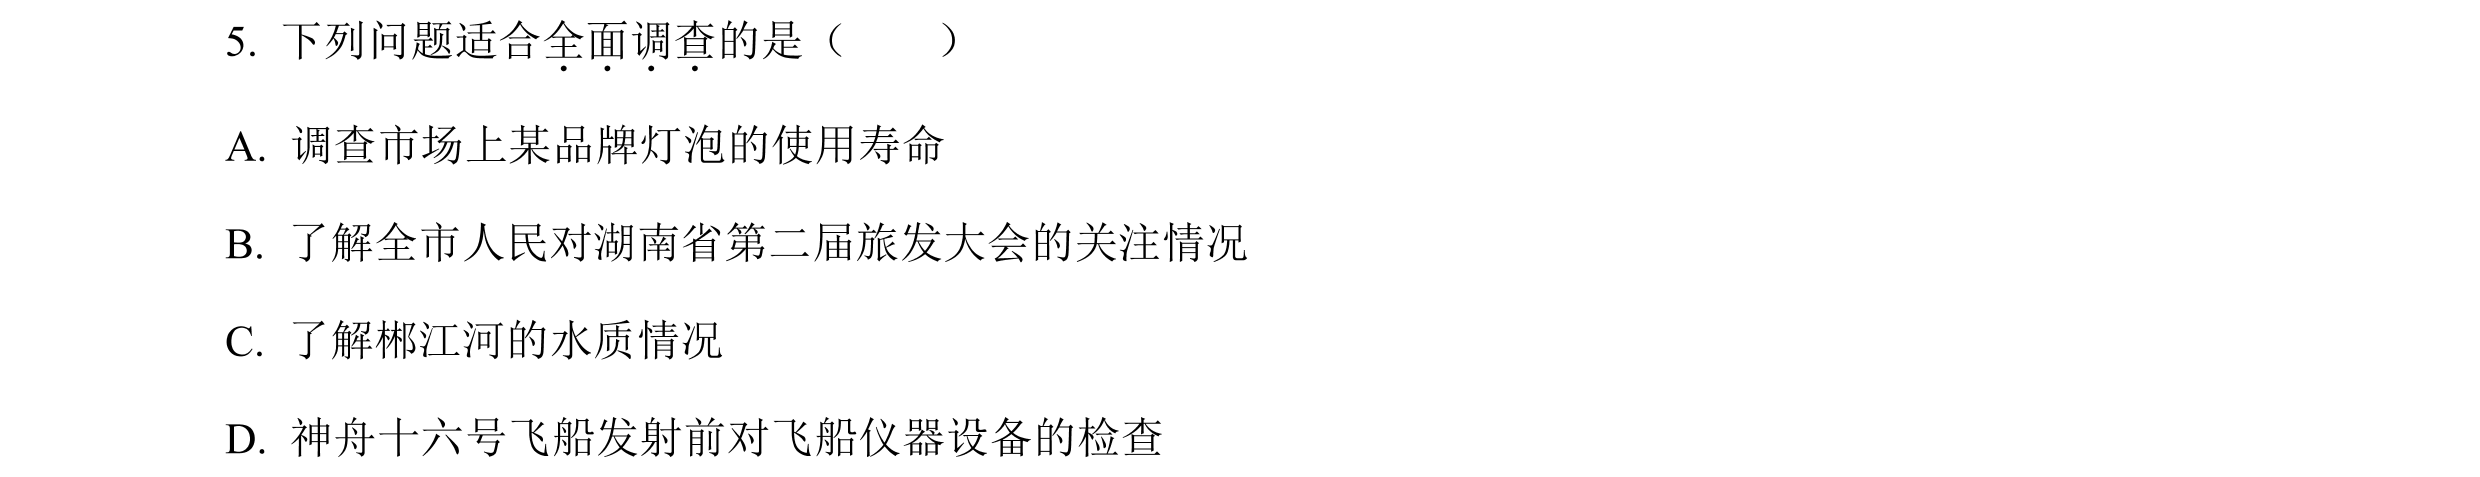 5. 下列问题适合全面调查的是（　　）
A. 调查市场上某品牌灯泡的使用寿命
B. 了解全市人民对湖南省第二届旅发大会的关注情况
C. 了解郴江河的水质情况
D. 神舟十六号飞船发射前对飞船仪器设备的检查